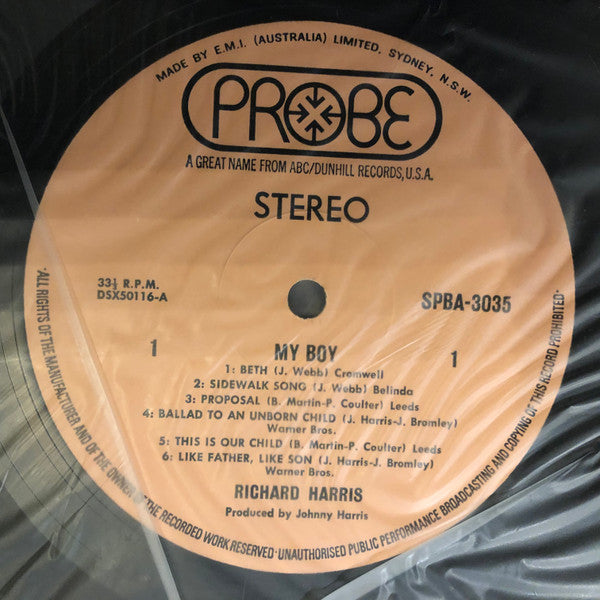 MADE BY E.M.I. (AUSTRALIA) LIMITED, SYDNEY, N.S.W.
PROBE
A GREAT NAME FROM ABC/DUNHILL RECORDS, U.S.A.
STEREO
33⅓ R.P.M.
DSX50116-A
SPBA-3035
1 MY BOY 1
1: BETH (J. Webb) Cromwell
2: SIDEWALK SONG (J. Webb) Belinda
3: PROPOSAL (B. Martin-P. Coulter) Leeds
4: BALLAD TO AN UNBORN CHILD (J. Harris-J. Bromley)
Warner Bros.
5: THIS IS OUR CHILD (B. Martin-P. Coulter) Leeds
6: LIKE FATHER, LIKE SON (J. Harris-J. Bromley)
Warner Bros.
RICHARD HARRIS
Produced by Johnny Harris
·ALL RIGHTS OF THE MANUFACTURER AND OF THE OWNER OF THE RECORDED WORK RESERVED·UNAUTHORISED PUBLIC PERFORMANCE BROADCASTING AND COPYING OF THIS RECORD PROHIBITED·